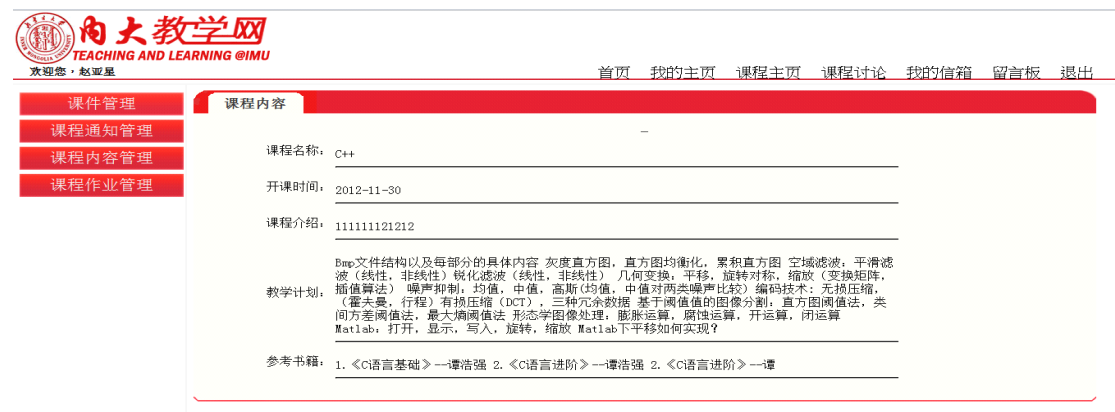 内大教学网
TEACHING AND LEARNING @IMU
欢迎您，赵亚星
首页 我的主页 课程主页 课程讨论 我的信箱 留言板 退出
课件管理
课程通知管理
课程内容管理
课程作业管理
课程内容
课程名称： C++
开课时间： 2012-11-30
课程介绍： 111111121212
教学计划：
Bmp文件结构以及每部分的具体内容 灰度直方图，直方图均衡化，累积直方图 空域滤波：平滑滤
波（线性，非线性）锐化滤波（线性，非线性） 几何变换：平移，旋转对称，缩放（变换矩阵，
插值算法） 噪声抑制：均值，中值，高斯(均值，中值对两类噪声比较）编码技术：无损压缩，
（霍夫曼，行程）有损压缩（DCT），三种冗余数据 基于阈值值的图像分割：直方图阈值法，类
间方差阈值法，最大熵阈值法 形态学图像处理：膨胀运算，腐蚀运算，开运算，闭运算
Matlab：打开，显示，写入，旋转，缩放 Matlab下平移如何实现？
参考书籍： 1.《C语言基础》--谭浩强 2.《C语言进阶》--谭浩强 2.《C语言进阶》--谭